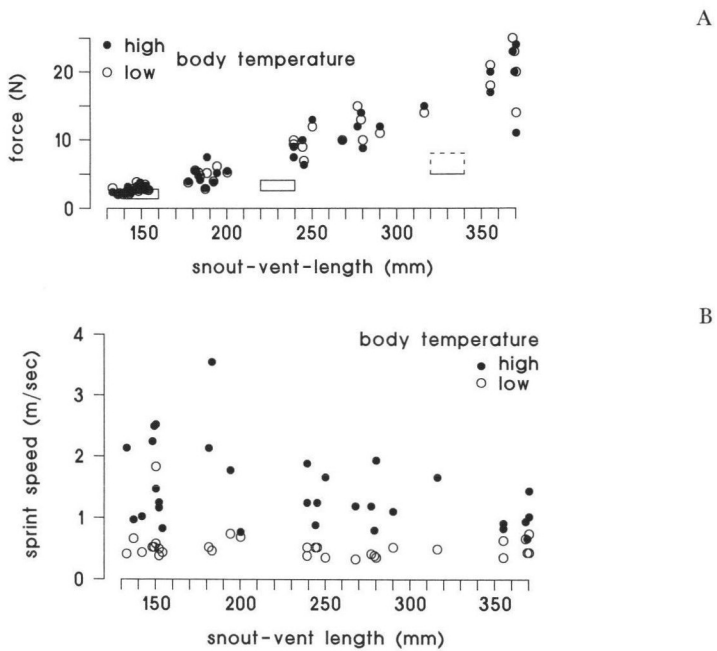 A
high
low
body temperature
force (N)
20
10
0
150 200 250 300 350
snout-vent-length (mm)
B
body temperature
high
low
sprint speed (m/sec)
4
3
2
1
0
150 200 250 300 350
snout-vent length (mm)